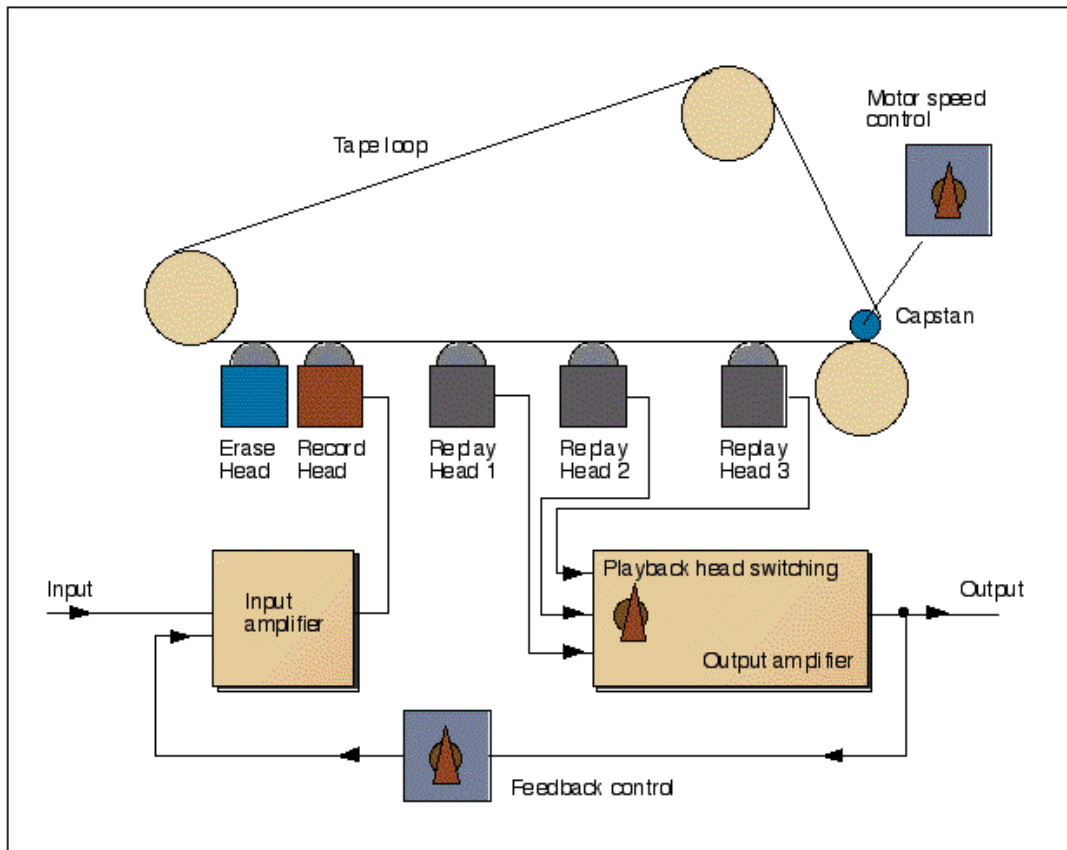 Motor speed
control
Tape loop
Capstan
Erase
Head
Record
Head
Replay
Head 1
Replay
Head 2
Replay
Head 3
Input
Input
amplifier
Playback head switching
Output amplifier
Output
Feedback control